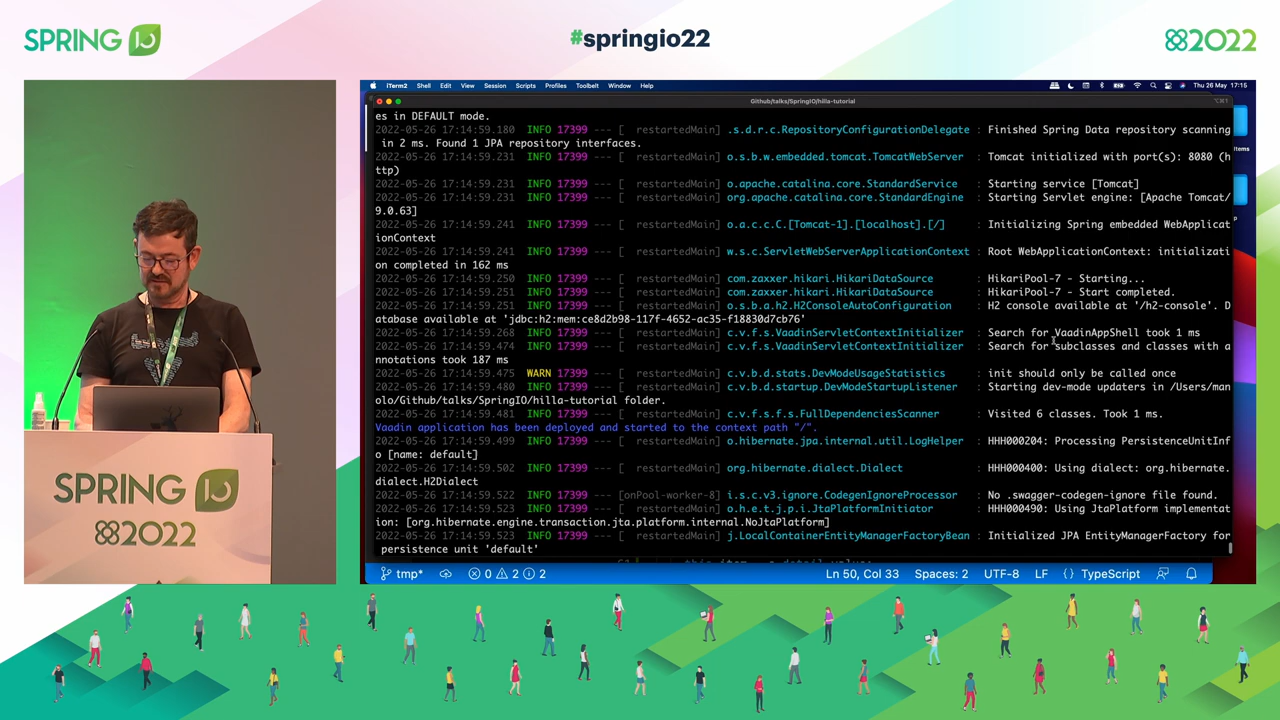 SPRING IO
#springio22
2022
iTerm2 Shell Edit View Session Scripts Profiles Toolbelt Window Help
Thu 26 May 17:15
Github/talks/SpringIO/hilla-tutorial
es in DEFAULT mode.
2022-05-26 17:14:59.180 INFO 17399 --- [ restartedMain] .s.d.r.c.RepositoryConfigurationDelegate : Finished Spring Data repository scanning
in 2 ms. Found 1 JPA repository interfaces.
2022-05-26 17:14:59.231 INFO 17399 --- [ restartedMain] o.s.b.w.embedded.tomcat.TomcatWebServer : Tomcat initialized with port(s): 8080 (h
ttp)
2022-05-26 17:14:59.231 INFO 17399 --- [ restartedMain] o.apache.catalina.core.StandardService : Starting service [Tomcat]
2022-05-26 17:14:59.231 INFO 17399 --- [ restartedMain] org.apache.catalina.core.StandardEngine : Starting Servlet engine: [Apache Tomcat/
9.0.63]
2022-05-26 17:14:59.241 INFO 17399 --- [ restartedMain] o.a.c.c.C.[Tomcat-1].[localhost].[/] : Initializing Spring embedded WebApplicat
ionContext
2022-05-26 17:14:59.241 INFO 17399 --- [ restartedMain] w.s.c.ServletWebServerApplicationContext : Root WebApplicationContext: initializati
on completed in 162 ms
2022-05-26 17:14:59.250 INFO 17399 --- [ restartedMain] com.zaxxer.hikari.HikariDataSource : HikariPool-7 - Starting...
2022-05-26 17:14:59.251 INFO 17399 --- [ restartedMain] com.zaxxer.hikari.HikariDataSource : HikariPool-7 - Start completed.
2022-05-26 17:14:59.251 INFO 17399 --- [ restartedMain] o.s.b.a.h2.H2ConsoleAutoConfiguration : H2 console available at '/h2-console'. D
atabase available at 'jdbc:h2:mem:ce8d2b98-117f-4652-ac35-f18830d7cb76'
2022-05-26 17:14:59.268 INFO 17399 --- [ restartedMain] c.v.f.s.VaadinServletContextInitializer : Search for VaadinAppShell took 1 ms
2022-05-26 17:14:59.474 INFO 17399 --- [ restartedMain] c.v.f.s.VaadinServletContextInitializer : Search for subclasses and classes with a
nnotations took 187 ms
2022-05-26 17:14:59.475 WARN 17399 --- [ restartedMain] c.v.b.d.stats.DevModeUsageStatistics : init should only be called once
2022-05-26 17:14:59.480 INFO 17399 --- [ restartedMain] c.v.b.d.startup.DevModeStartupListener : Starting dev-mode updaters in /Users/man
olo/Github/talks/SpringIO/hilla-tutorial folder.
2022-05-26 17:14:59.481 INFO 17399 --- [ restartedMain] c.v.f.s.f.s.FullDependenciesScanner : Visited 6 classes. Took 1 ms.
Vaadin application has been deployed and started to the context path "/".
2022-05-26 17:14:59.499 INFO 17399 --- [ restartedMain] o.hibernate.jpa.internal.util.LogHelper : HHH000204: Processing PersistenceUnitInf
o [name: default]
2022-05-26 17:14:59.502 INFO 17399 --- [ restartedMain] org.hibernate.dialect.Dialect : HHH000400: Using dialect: org.hibernate.
dialect.H2Dialect
2022-05-26 17:14:59.522 INFO 17399 --- [onPool-worker-8] i.s.c.v3.ignore.CodegenIgnoreProcessor : No .swagger-codegen-ignore file found.
2022-05-26 17:14:59.523 INFO 17399 --- [ restartedMain] o.h.e.t.j.p.i.JtaPlatformInitiator : HHH000490: Using JtaPlatform implementat
ion: [org.hibernate.engine.transaction.jta.platform.internal.NoJtaPlatform]
2022-05-26 17:14:59.523 INFO 17399 --- [ restartedMain] j.LocalContainerEntityManagerFactoryBean : Initialized JPA EntityManagerFactory for
persistence unit 'default'
tmp* 0 2 2 Ln 50, Col 33 Spaces: 2 UTF-8 LF {} TypeScript
SPRING IO
2022